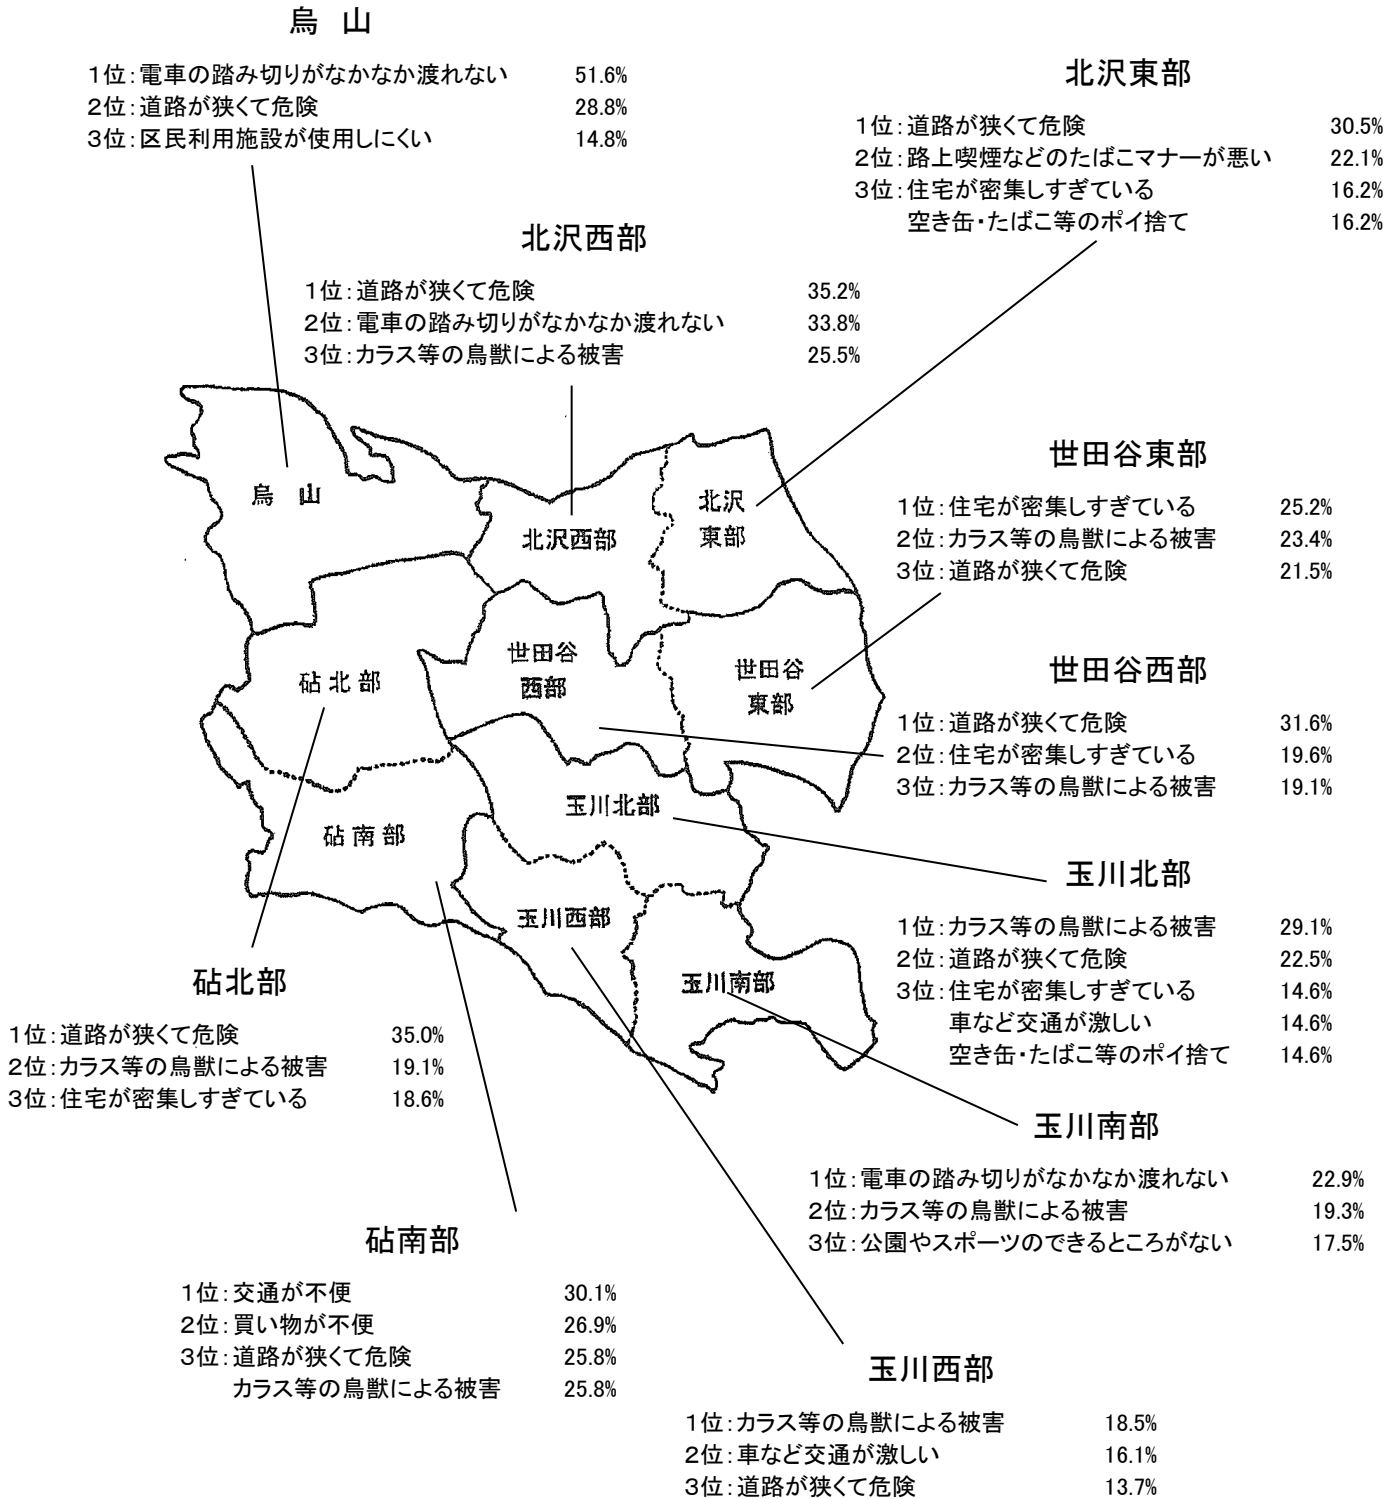 烏　山
1位：電車の踏み切りがなかなか渡れない 51.6%
2位：道路が狭くて危険 28.8%
3位：区民利用施設が使用しにくい 14.8%
北沢東部
1位：道路が狭くて危険 30.5%
2位：路上喫煙などのたばこマナーが悪い 22.1%
3位：住宅が密集しすぎている 16.2%
空き缶・たばこ等のポイ捨て 16.2%
北沢西部
1位：道路が狭くて危険 35.2%
2位：電車の踏み切りがなかなか渡れない 33.8%
3位：カラス等の鳥獣による被害 25.5%
世田谷東部
1位：住宅が密集しすぎている 25.2%
2位：カラス等の鳥獣による被害 23.4%
3位：道路が狭くて危険 21.5%
世田谷西部
1位：道路が狭くて危険 31.6%
2位：住宅が密集しすぎている 19.6%
3位：カラス等の鳥獣による被害 19.1%
烏　山
北沢西部
北沢
東部
砧北部
世田谷
西部
世田谷
東部
砧南部
玉川北部
玉川西部
玉川南部
玉川北部
1位：カラス等の鳥獣による被害 29.1%
2位：道路が狭くて危険 22.5%
3位：住宅が密集しすぎている 14.6%
車など交通が激しい 14.6%
空き缶・たばこ等のポイ捨て 14.6%
砧北部
1位：道路が狭くて危険 35.0%
2位：カラス等の鳥獣による被害 19.1%
3位：住宅が密集しすぎている 18.6%
玉川南部
1位：電車の踏み切りがなかなか渡れない 22.9%
2位：カラス等の鳥獣による被害 19.3%
3位：公園やスポーツのできるところがない 17.5%
砧南部
1位：交通が不便 30.1%
2位：買い物が不便 26.9%
3位：道路が狭くて危険 25.8%
カラス等の鳥獣による被害 25.8%
玉川西部
1位：カラス等の鳥獣による被害 18.5%
2位：車など交通が激しい 16.1%
3位：道路が狭くて危険 13.7%